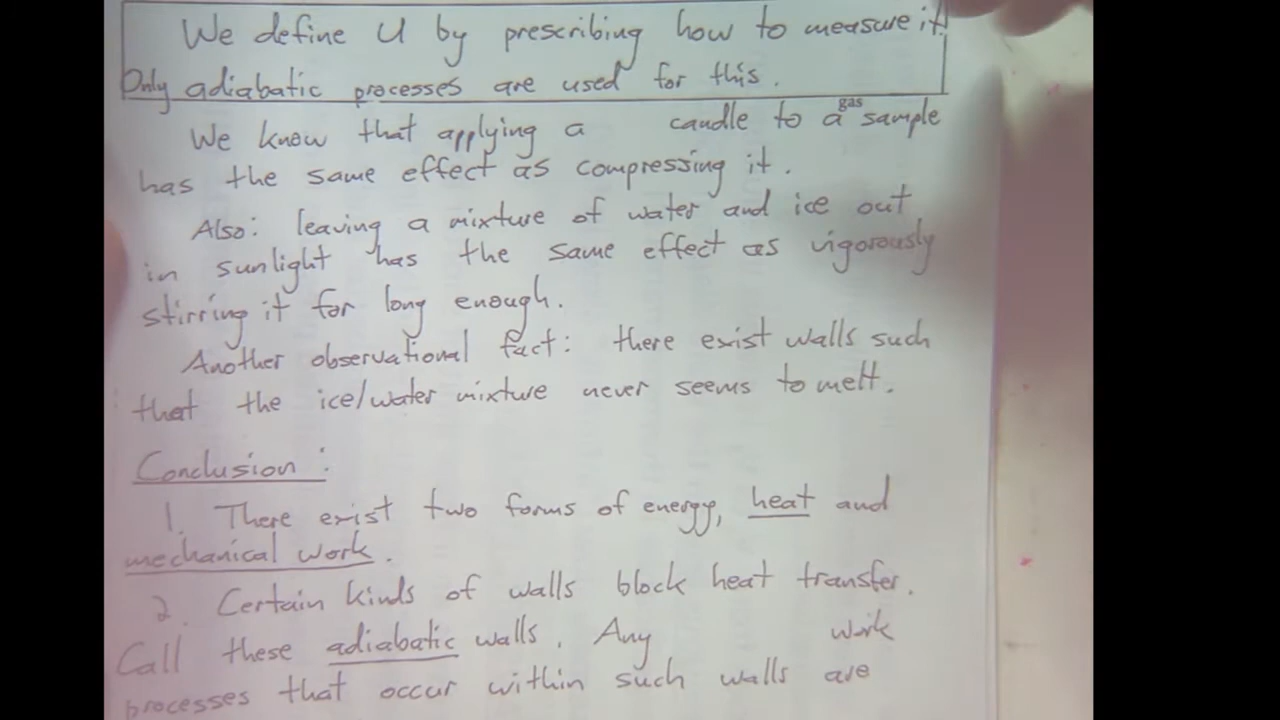 We define U by prescribing how to measure it!
Only adiabatic processes are used for this.
We know that applying a candle to a gas sample
has the same effect as compressing it.
Also: leaving a mixture of water and ice out
in sunlight has the same effect as vigorously
stirring it for long enough.
Another observational fact: there exist walls such
that the ice/water mixture never seems to melt.
Conclusion:
1. There exist two forms of energy, heat and
mechanical work.
2. Certain kinds of walls block heat transfer.
Call these adiabatic walls. Any work
processes that occur within such walls are